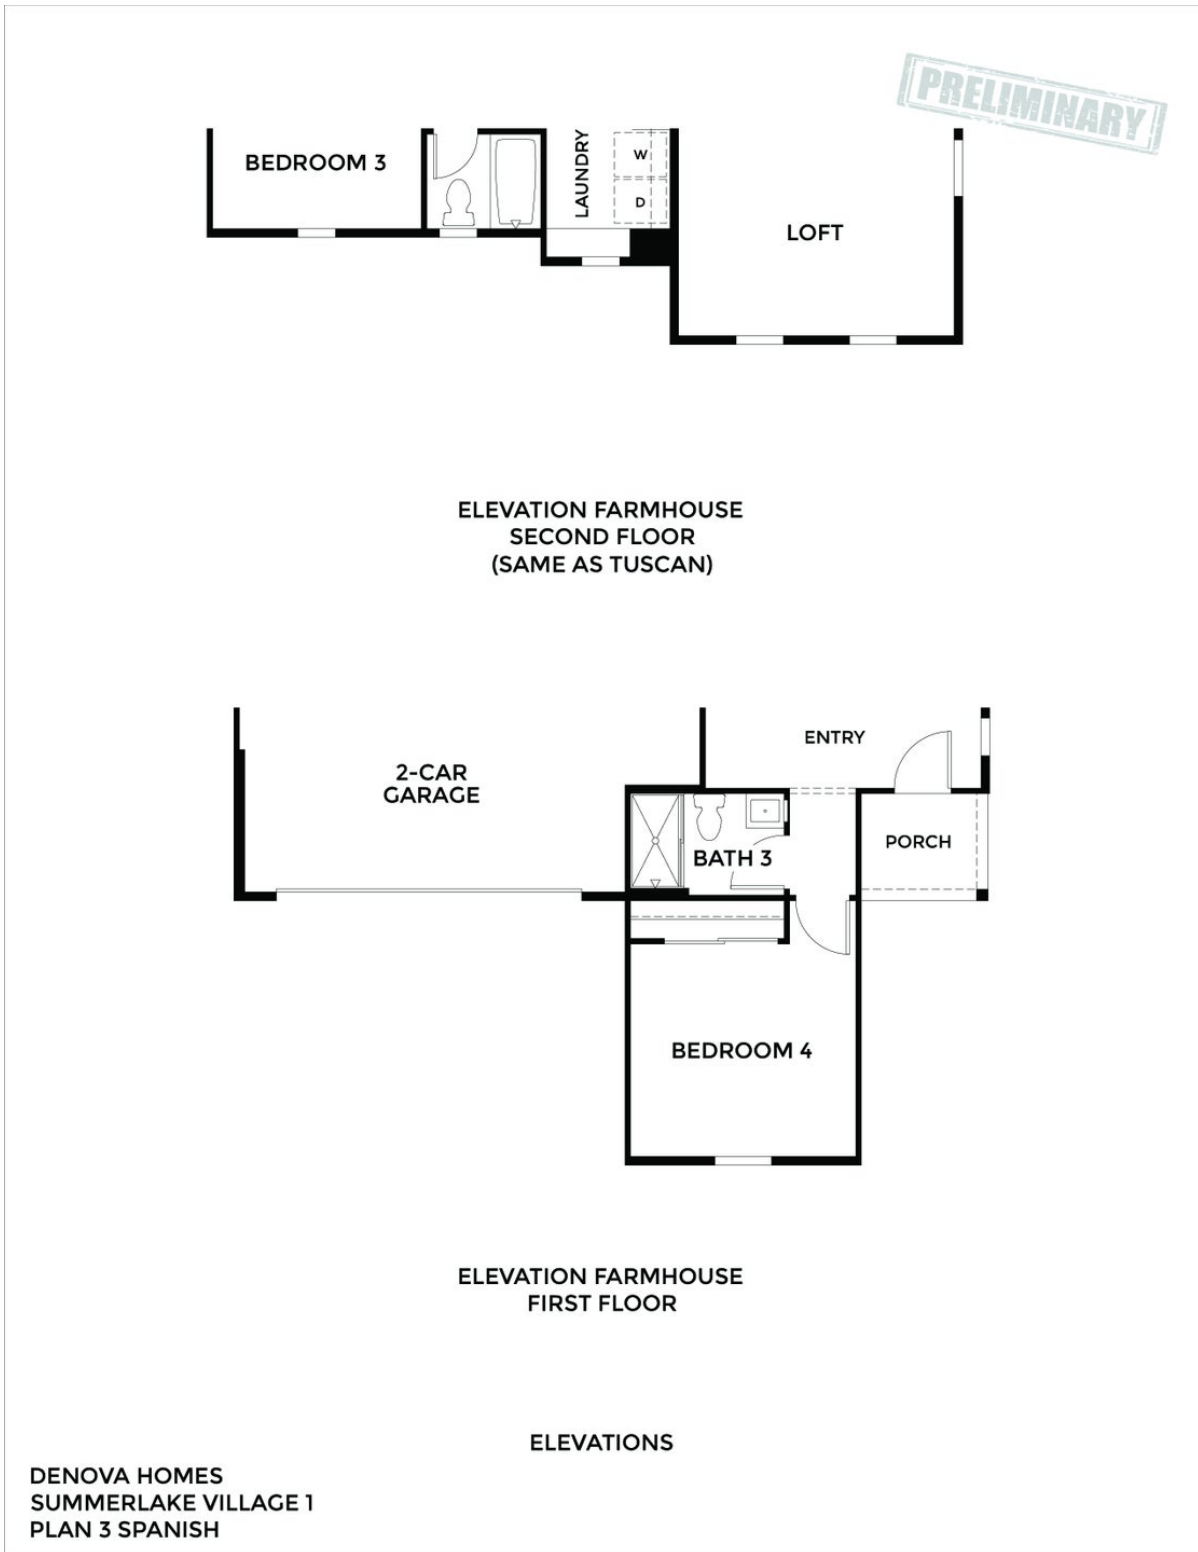 PRELIMINARY
BEDROOM 3
LAUNDRY
W
D
LOFT
ELEVATION FARMHOUSE
SECOND FLOOR
(SAME AS TUSCAN)
ENTRY
2-CAR
GARAGE
PORCH
BATH 3
BEDROOM 4
ELEVATION FARMHOUSE
FIRST FLOOR
ELEVATIONS
DENOVA HOMES
SUMMERLAKE VILLAGE 1
PLAN 3 SPANISH